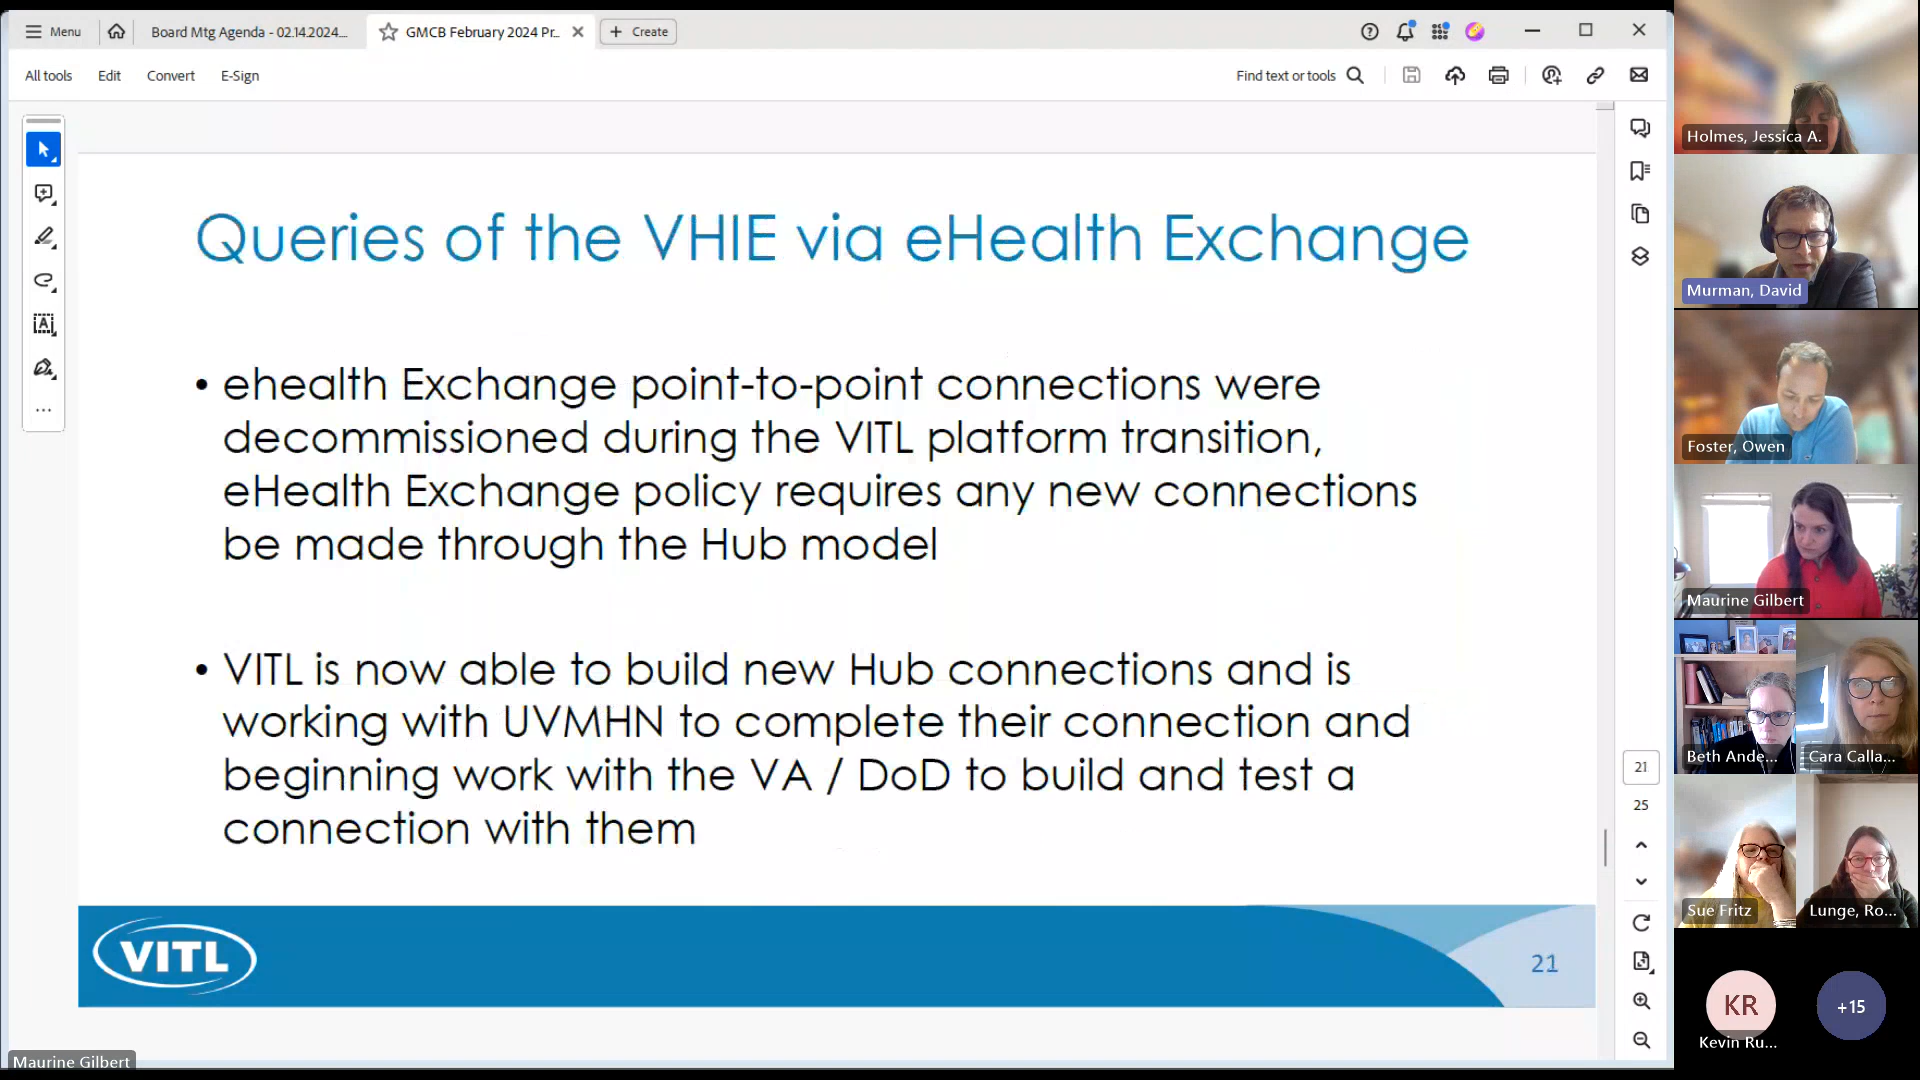 Menu
Board Mtg Agenda - 02.14.2024...
GMCB February 2024 Pr...
Create
All tools
Edit
Convert
E-Sign
Find text or tools
Queries of the VHIE via eHealth Exchange
• ehealth Exchange point-to-point connections were
decommissioned during the VITL platform transition,
eHealth Exchange policy requires any new connections
be made through the Hub model
• VITL is now able to build new Hub connections and is
working with UVMHN to complete their connection and
beginning work with the VA / DoD to build and test a
connection with them
VITL
21
21
25
Maurine Gilbert
Holmes, Jessica A.
Murman, David
Foster, Owen
Maurine Gilbert
Beth Ande...
Cara Calla...
Sue Fritz
Lunge, Ro...
KR
Kevin Ru...
+15